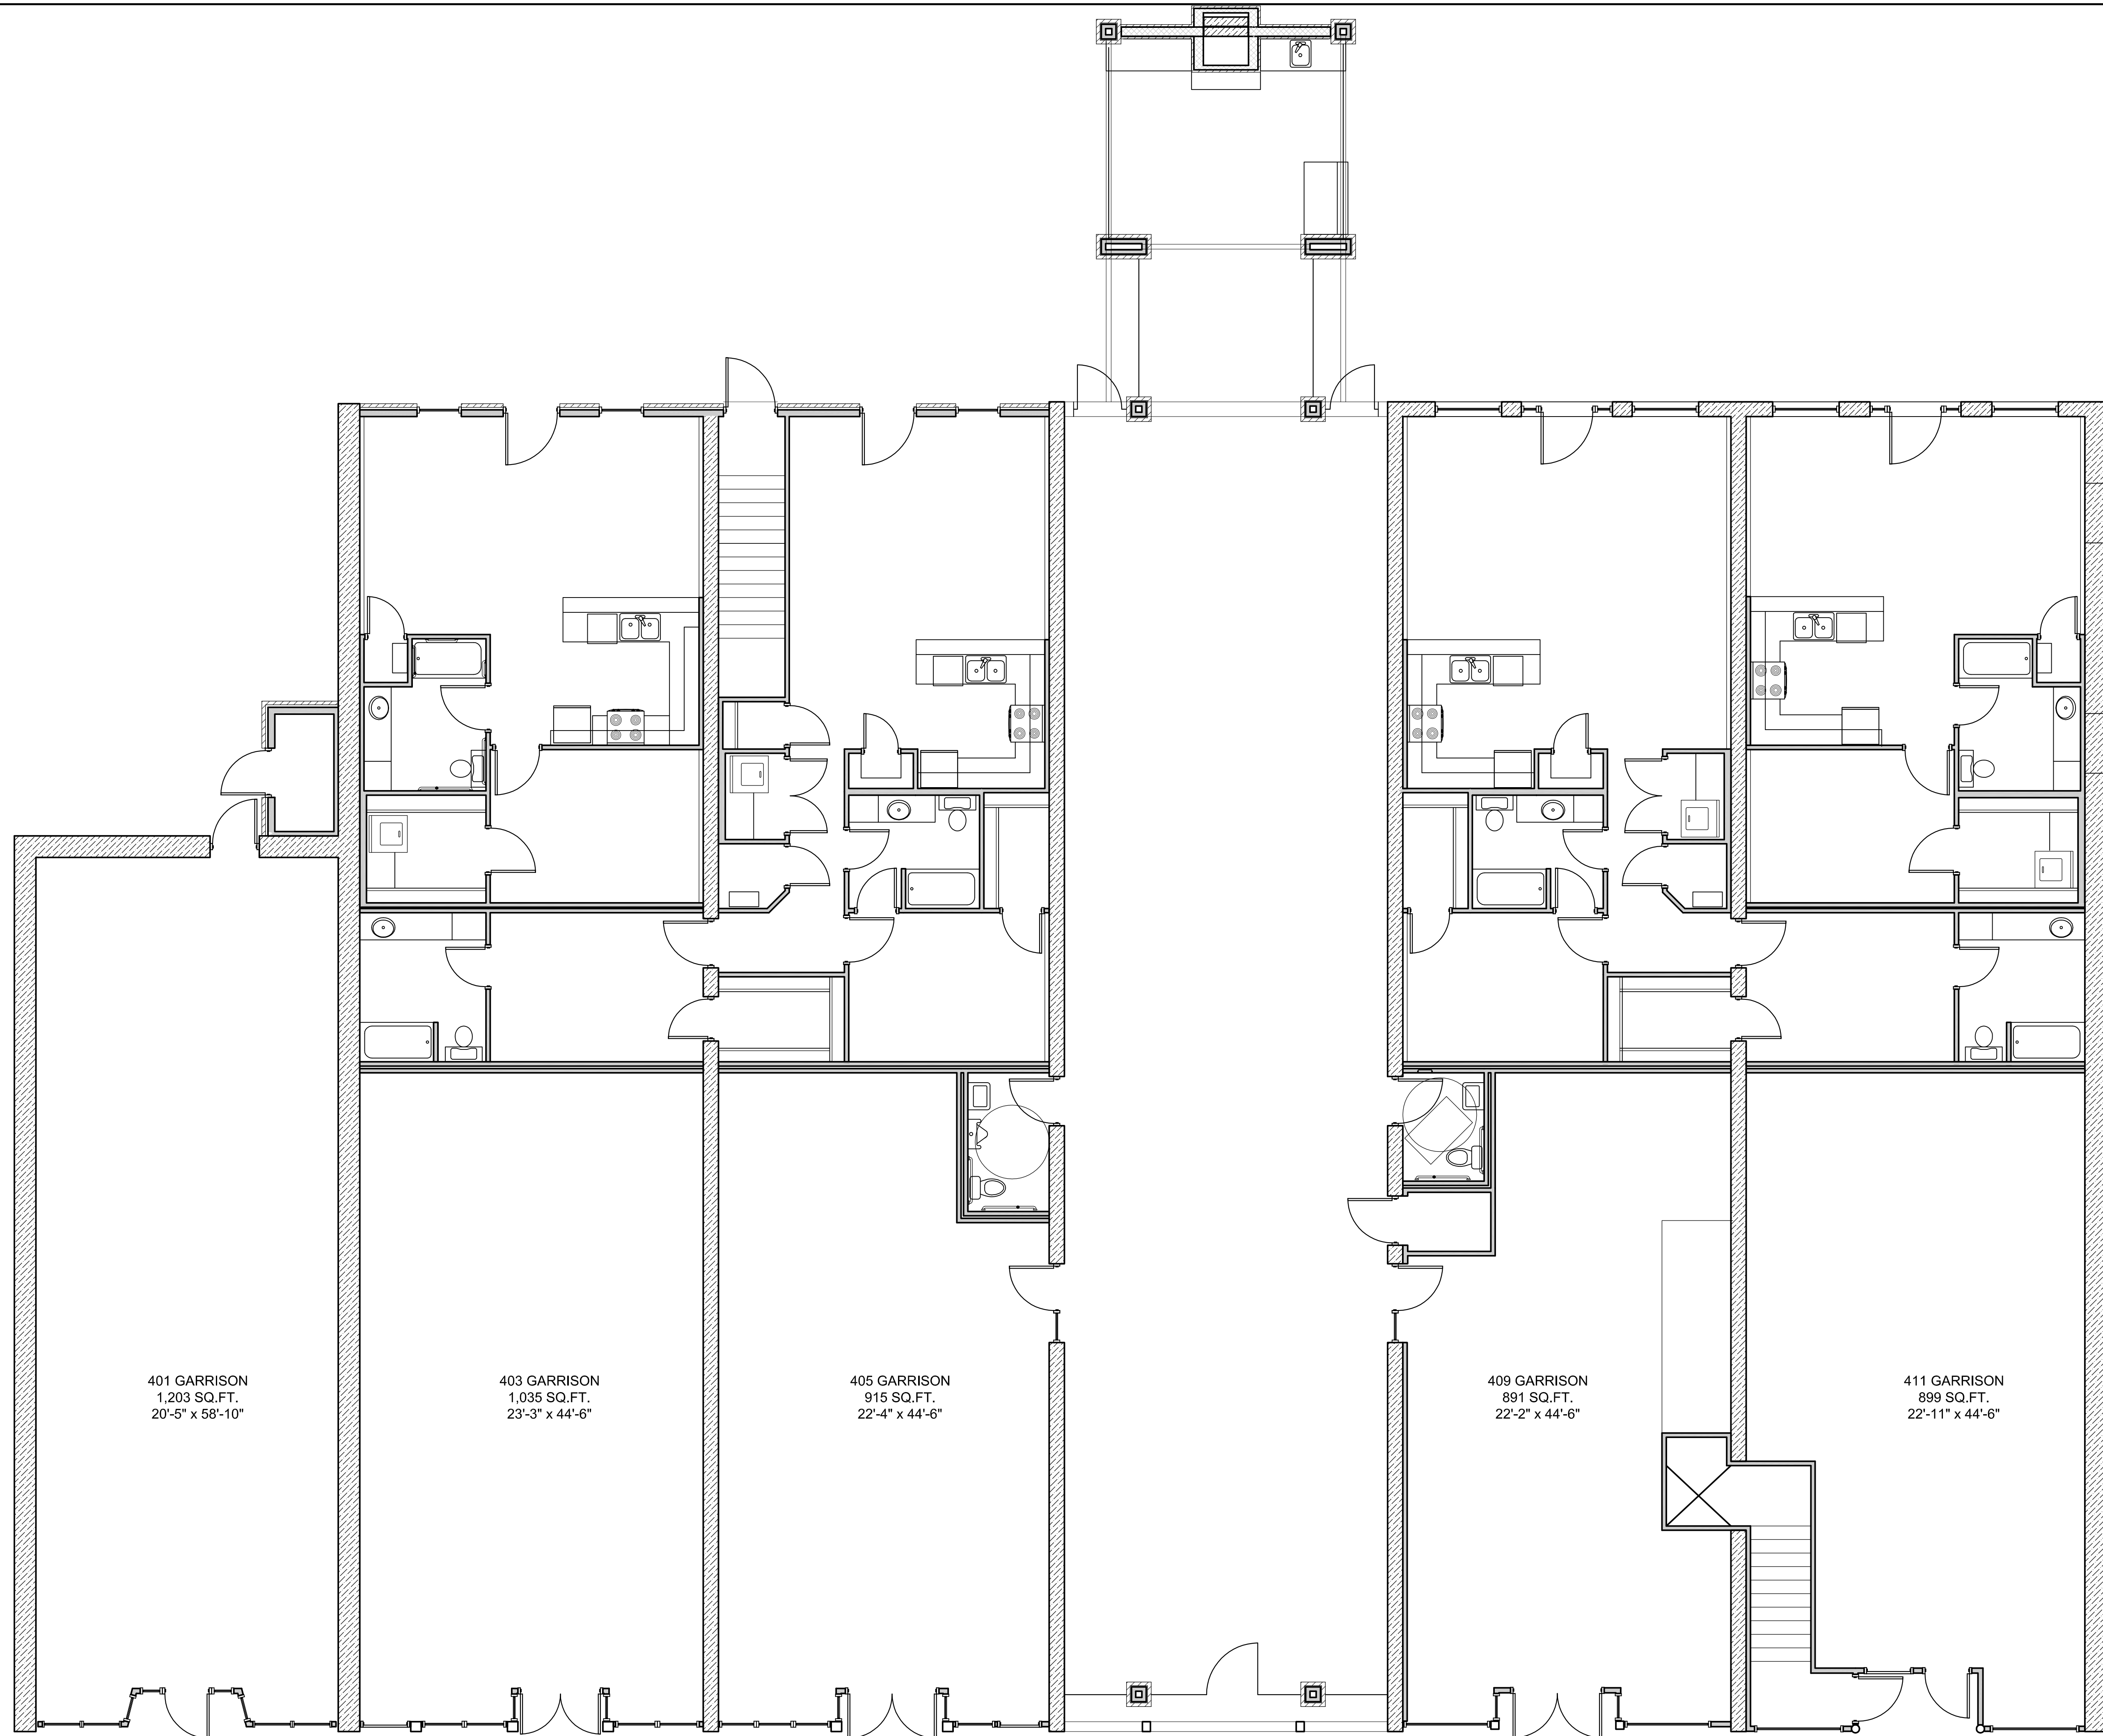 401 GARRISON
1,203 SQ.FT.
20'-5" x 58'-10"
403 GARRISON
1,035 SQ.FT.
23'-3" x 44'-6"
405 GARRISON
915 SQ.FT.
22'-4" x 44'-6"
409 GARRISON
891 SQ.FT.
22'-2" x 44'-6"
411 GARRISON
899 SQ.FT.
22'-11" x 44'-6"